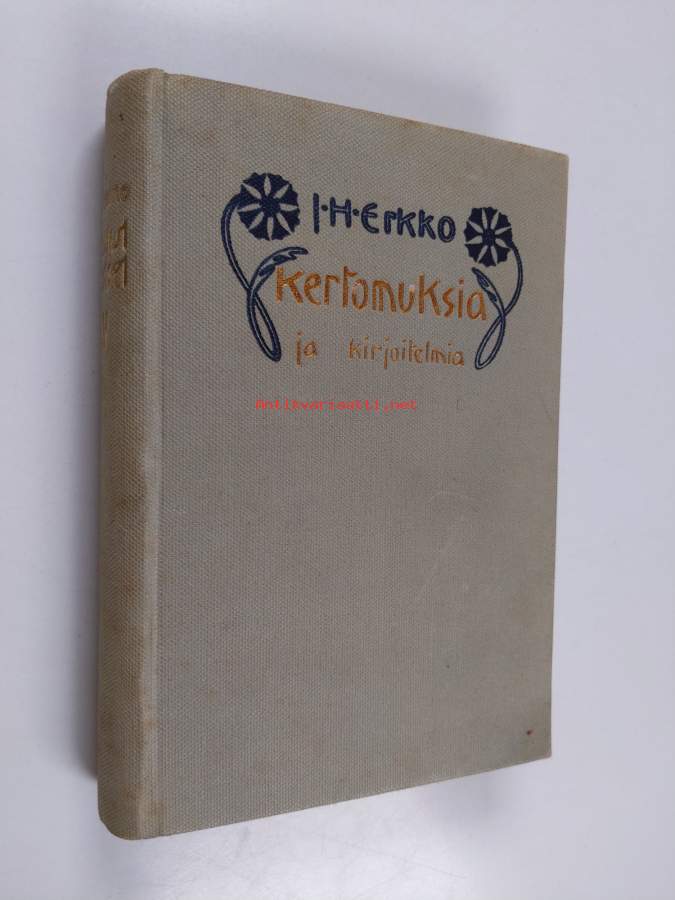 J·H·Erkko
kertomuksia
ja kirjoitelmia
Antikvariaatti.net